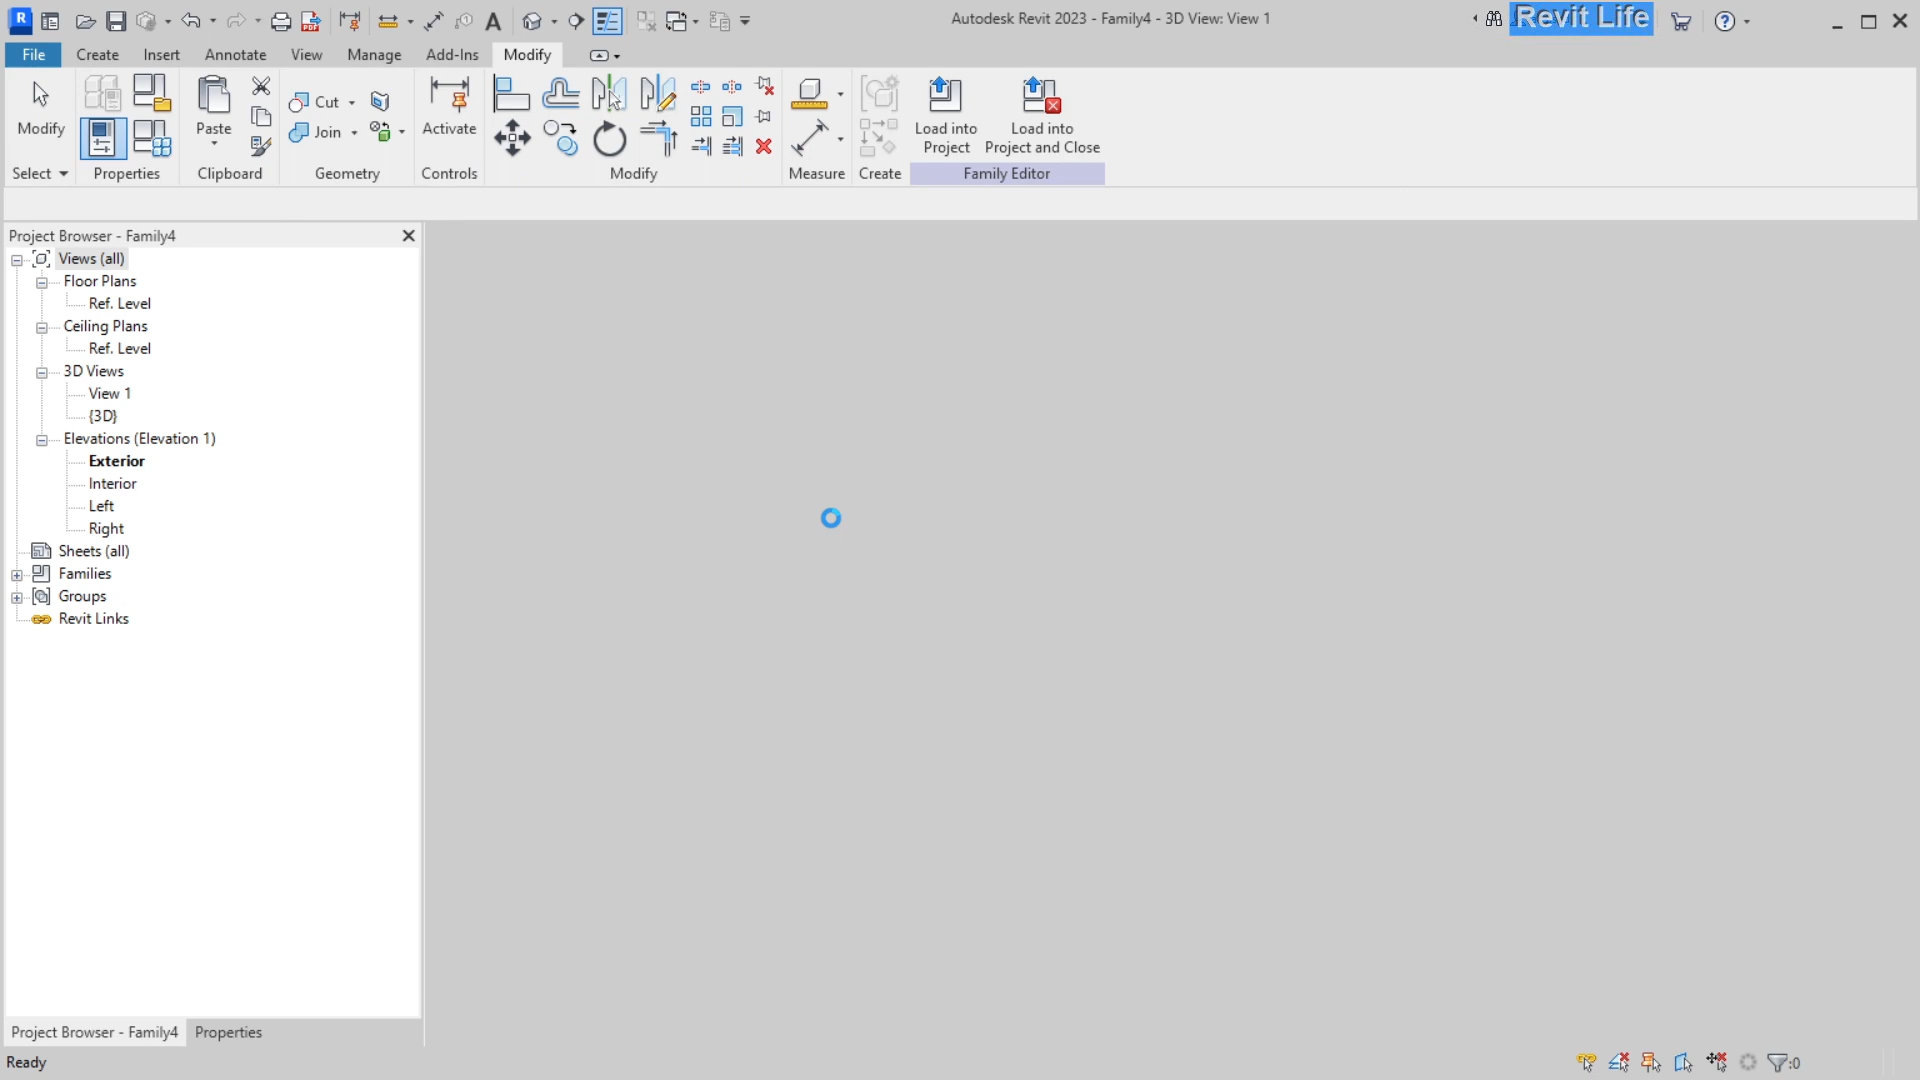 Autodesk Revit 2023 - Family4 - 3D View: View 1
Revit Life
File Create Insert Annotate View Manage Add-Ins Modify
Modify
Paste
Cut
Join
Activate
Load into
Project
Load into
Project and Close
Select Properties Clipboard Geometry Controls Modify Measure Create Family Editor
Project Browser - Family4
Views (all)
Floor Plans
Ref. Level
Ceiling Plans
Ref. Level
3D Views
View 1
{3D}
Elevations (Elevation 1)
Exterior
Interior
Left
Right
Sheets (all)
Families
Groups
Revit Links
Project Browser - Family4 Properties
Ready
:0